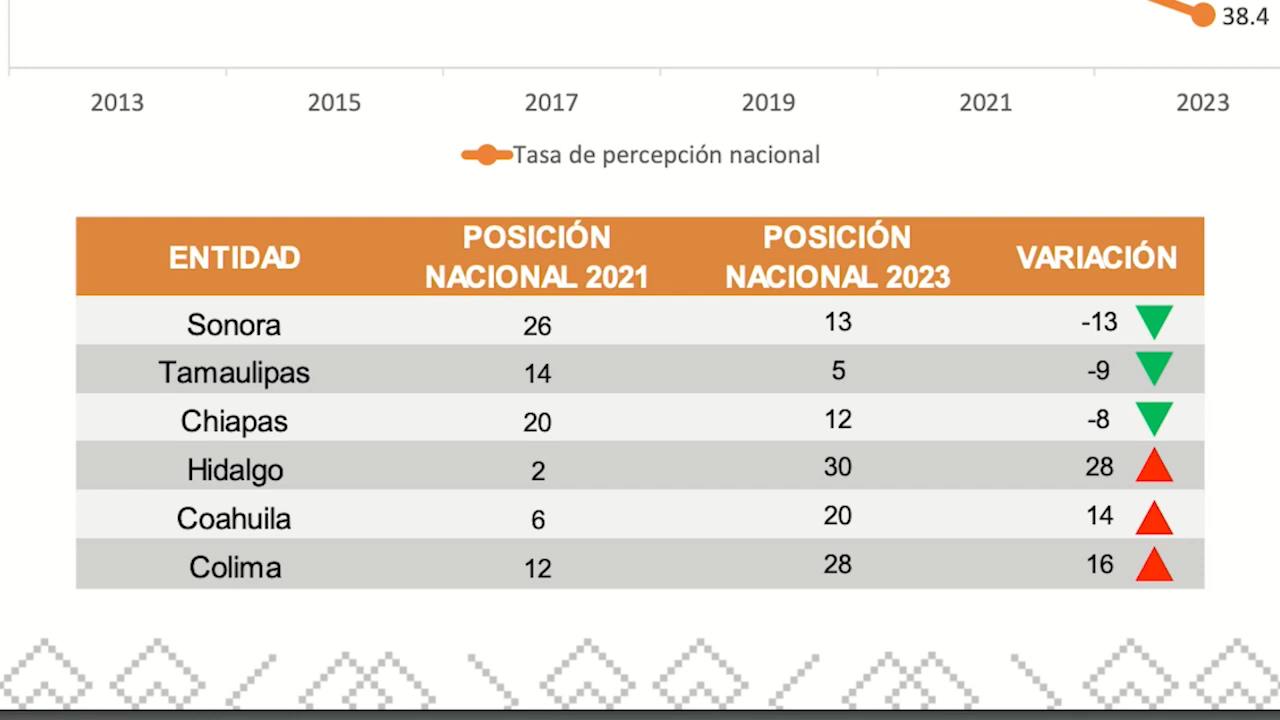 38.4
2013 2015 2017 2019 2021 2023
Tasa de percepción nacional
ENTIDAD POSICIÓN NACIONAL 2021 POSICIÓN NACIONAL 2023 VARIACIÓN
Sonora 26 13 -13
Tamaulipas 14 5 -9
Chiapas 20 12 -8
Hidalgo 2 30 28
Coahuila 6 20 14
Colima 12 28 16